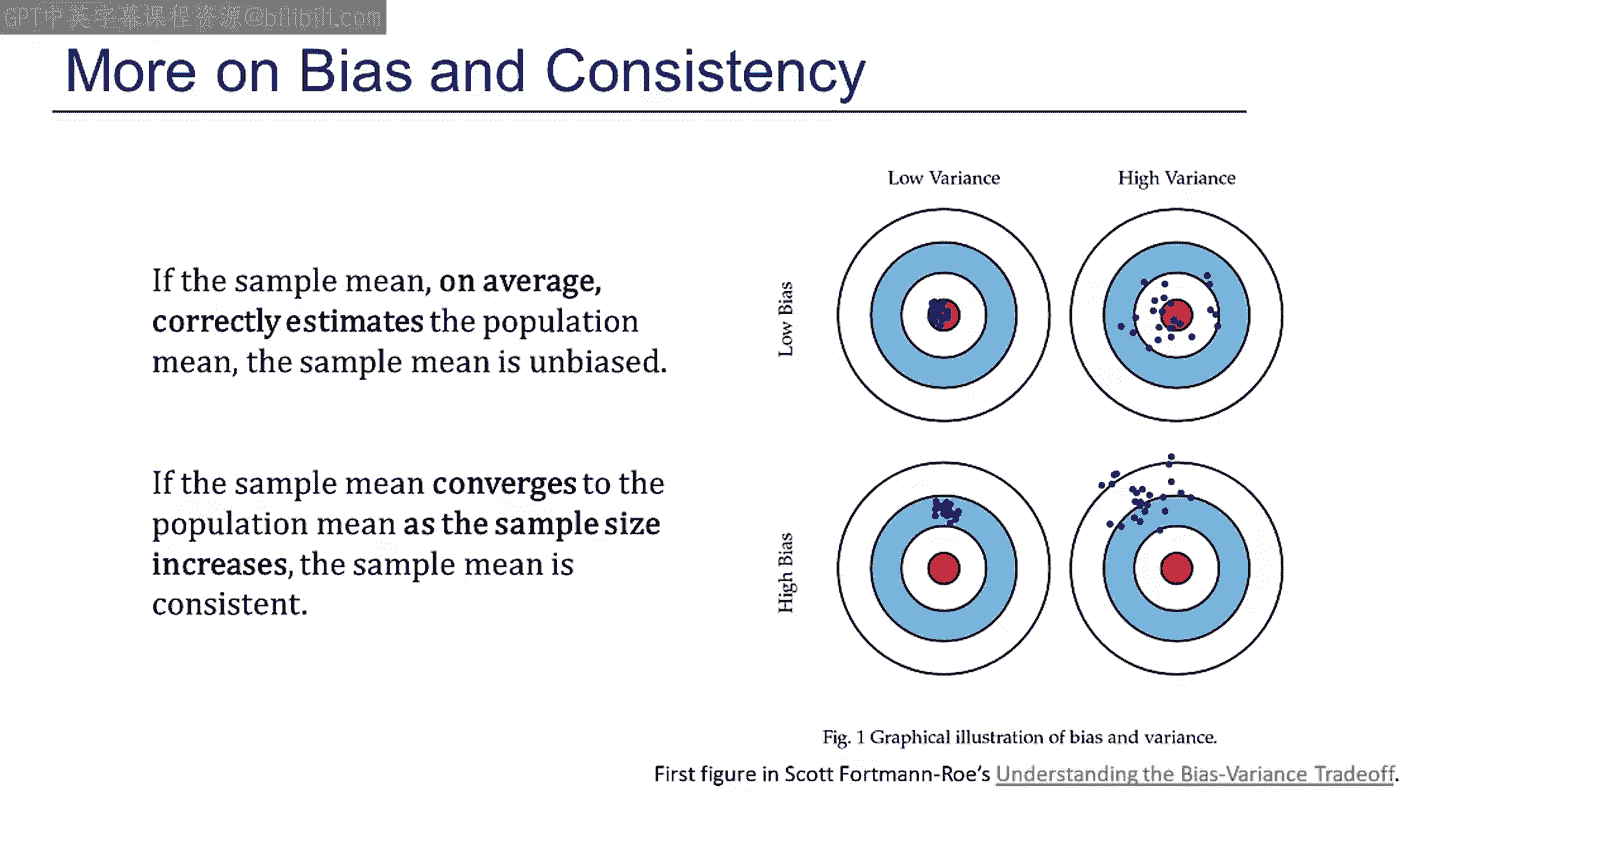 GPT中英字幕课程资源@bilibili.com
More on Bias and Consistency
If the sample mean, on average,
correctly estimates the population
mean, the sample mean is unbiased.
If the sample mean converges to the
population mean as the sample size
increases, the sample mean is
consistent.
Low Variance
High Variance
Low Bias
High Bias
Fig. 1 Graphical illustration of bias and variance.
First figure in Scott Fortmann-Roe’s Understanding the Bias-Variance Tradeoff.